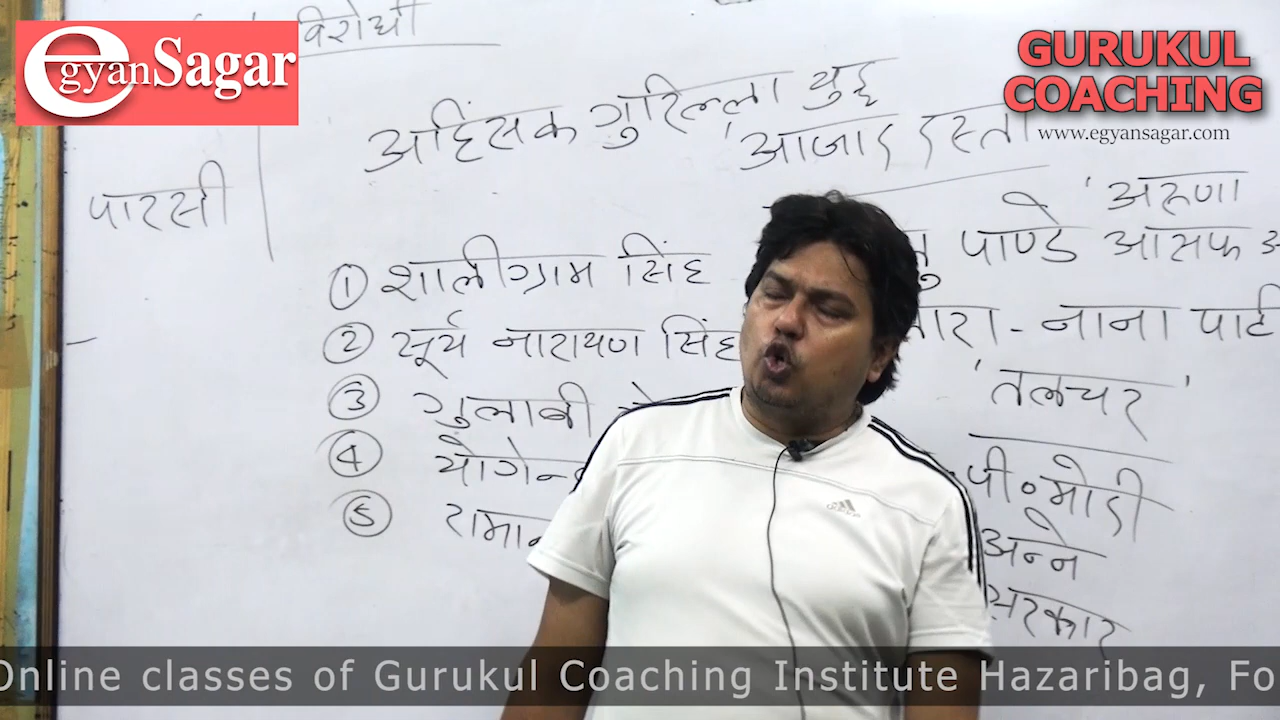 विरोधी
egyanSagar
GURUKUL
COACHING
www.egyansagar.com
अहिंसक गुरिल्ला युद्ध
'आजाद दस्ता
पारसी
'अरुणा
पाण्डे आसफ अ
① शालीग्राम सिंह
② सूर्य नारायण सिंह
तारा - नाना पाटी
③ गुलाबी
'तलचर'
④ योगेन्द
पी० मोदी
⑤ रामान
अन्ने
सरकार
Online classes of Gurukul Coaching Institute Hazaribag, Fo